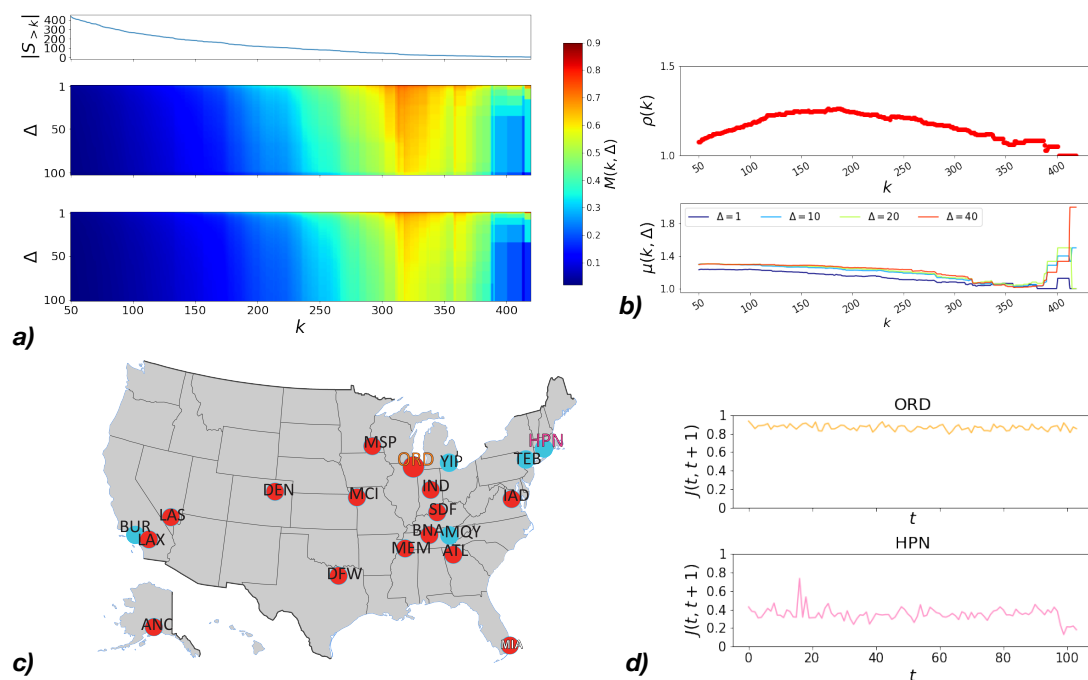 |S_{>k}|
400
300
200
100
0
Δ
1
50
100
Δ
1
50
100
50 100 150 200 250 300 350 400
k
0.9
0.8
0.7
0.6
0.5
0.4
0.3
0.2
0.1
M(k, Δ)
a)
ρ(k)
1.5
1.0
50 100 150 200 250 300 350 400
k
Δ = 1 Δ = 10 Δ = 20 Δ = 40
μ(k, Δ)
1.8
1.4
1.0
50 100 150 200 250 300 350 400
k
b)
MSP
ORD
YIP
HPN
TEB
DEN
MCI
IND
IAD
SDF
LAS
BUR
LAX
BNA
MQY
MEM
ATL
DFW
ANC
MIA
c)
ORD
J(t, t + 1)
1
0.8
0.6
0.4
0.2
0
t
HPN
J(t, t + 1)
1
0.8
0.6
0.4
0.2
0
0 20 40 60 80 100
t
d)